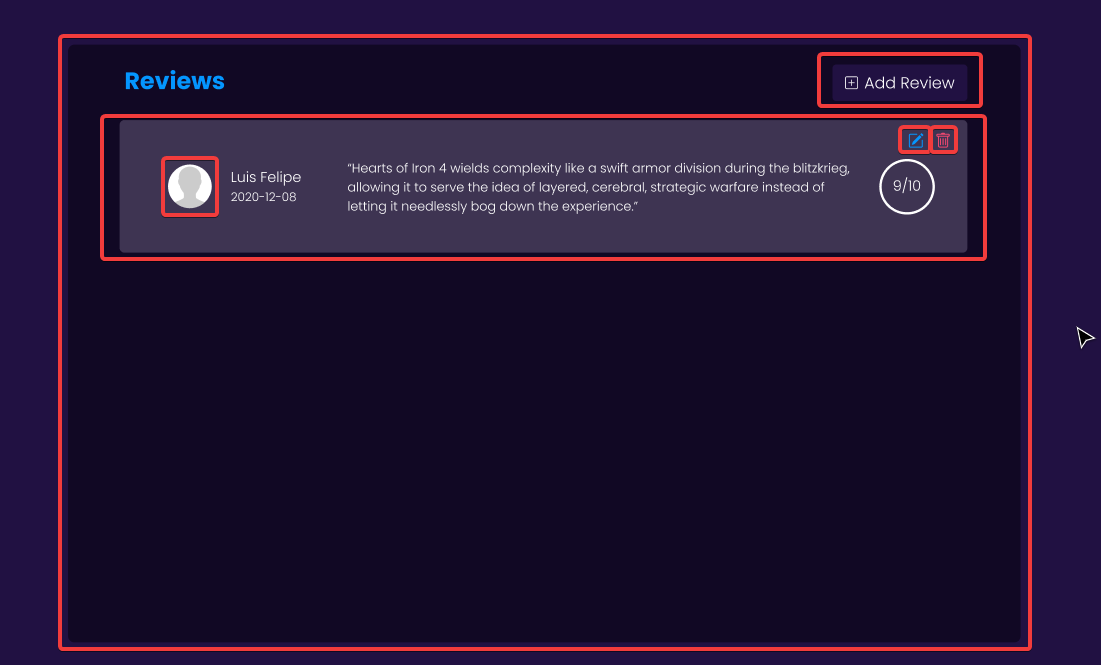 Reviews
Add Review
Luis Felipe
2020-12-08
“Hearts of Iron 4 wields complexity like a swift armor division during the blitzkrieg,
allowing it to serve the idea of layered, cerebral, strategic warfare instead of
letting it needlessly bog down the experience.”
9/10